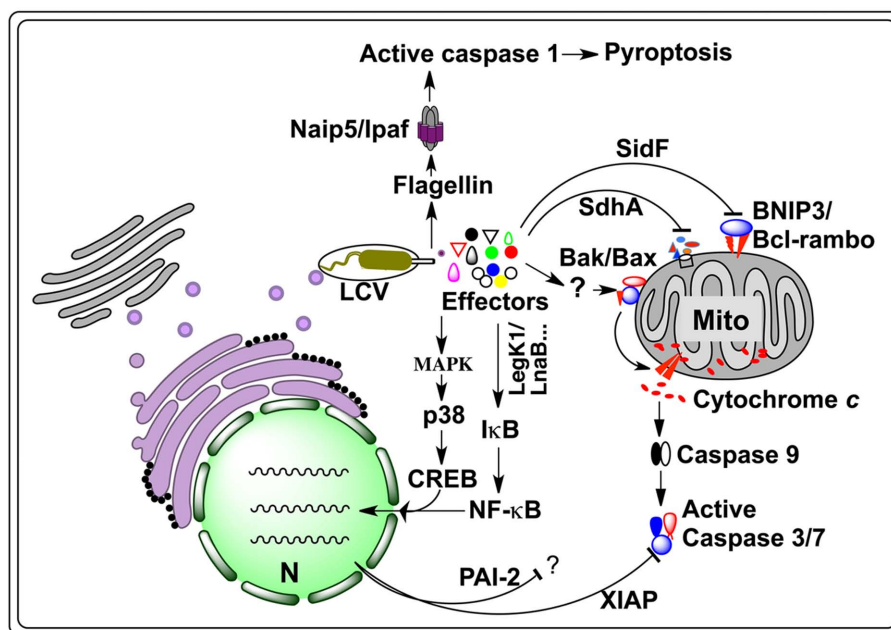 Active caspase 1
Pyroptosis
Naip5/Ipaf
SidF
Flagellin
SdhA
BNIP3/
Bcl-rambo
LCV
Effectors
Bak/Bax
?
Mito
LegK1/
LnaB...
MAPK
Cytochrome c
p38
IκB
Caspase 9
CREB
NF-κB
Active
Caspase 3/7
N
PAI-2
?
XIAP